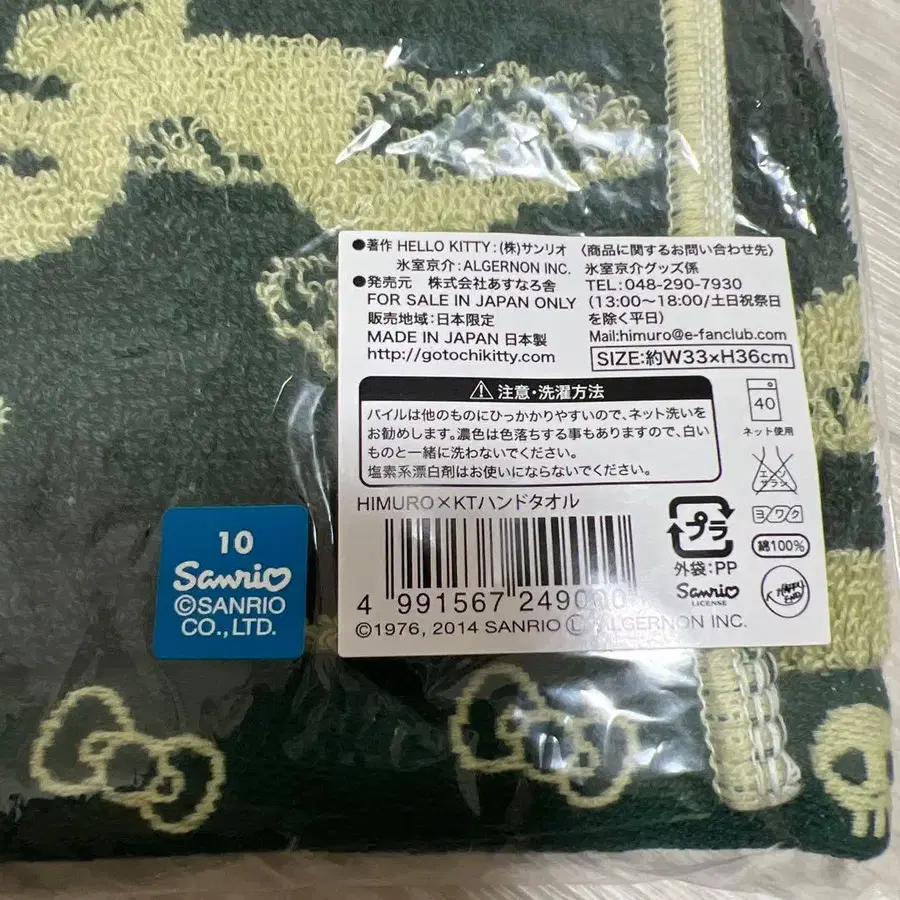 ●著作 HELLO KITTY:(株)サンリオ
氷室京介:ALGERNON INC.
●発売元 株式会社あすなろ舎
FOR SALE IN JAPAN ONLY
販売地域:日本限定
MADE IN JAPAN 日本製
http://gotochikitty.com
〈商品に関するお問い合わせ先〉
氷室京介グッズ係
TEL:048-290-7930
(13:00〜18:00/土日祝祭日
を除く平日)
Mail:himuro@e-fanclub.com
SIZE:約W33×H36cm
注意・洗濯方法
パイルは他のものにひっかかりやすいので、ネット洗いを
お勧めします。濃色は色落ちする事もありますので、白い
ものと一緒に洗わないでください。
塩素系漂白剤はお使いにならないでください。
40
ネット使用
エンソ
サラシ
ヨワク
綿100%
HIMURO×KTハンドタオル
プラ
外袋:PP
Sanrio
LICENSE
4 991567 249000
©1976, 2014 SANRIO Ⓛ ALGERNON INC.
10
Sanrio
©SANRIO
CO.,LTD.